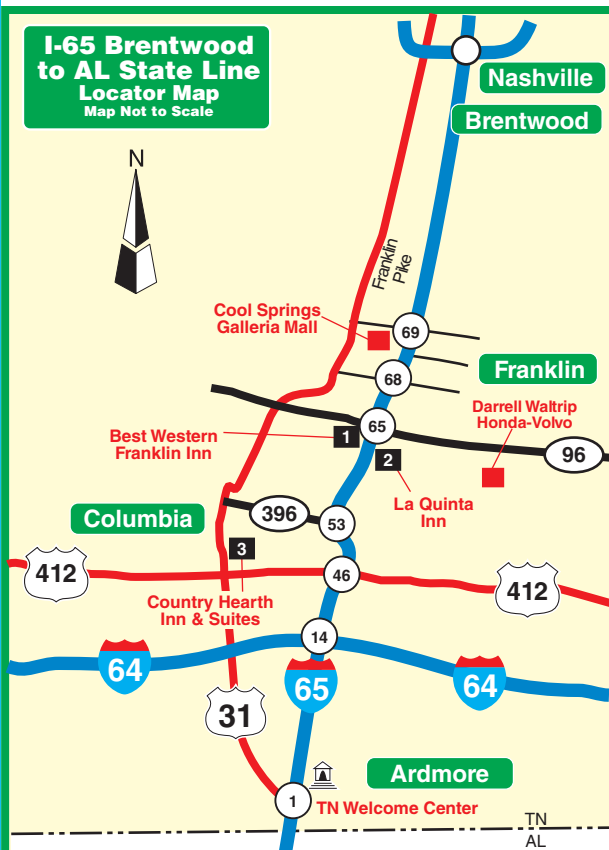 I-65 Brentwood
to AL State Line
Locator Map
Map Not to Scale
Nashville
Brentwood
N
Franklin
Pike
Cool Springs
Galleria Mall
69
68
Franklin
Darrell Waltrip
Honda-Volvo
65
1
Best Western
Franklin Inn
2
96
La Quinta
Inn
396
53
Columbia
3
412
46
412
Country Hearth
Inn & Suites
14
64
65
64
31
Ardmore
1
TN Welcome Center
TN
AL